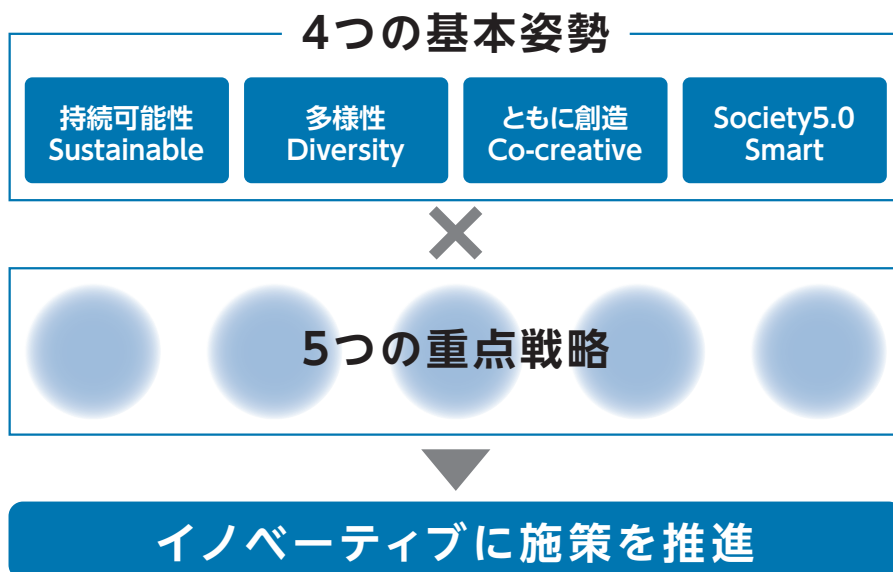 4つの基本姿勢
持続可能性
Sustainable
多様性
Diversity
ともに創造
Co-creative
Society5.0
Smart
5つの重点戦略
イノベーティブに施策を推進